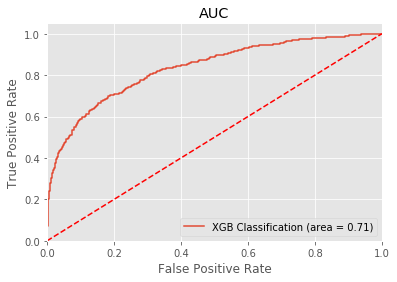 AUC
1.0
0.8
0.6
0.4
0.2
0.0
True Positive Rate
XGB Classification (area = 0.71)
0.0 0.2 0.4 0.6 0.8 1.0
False Positive Rate